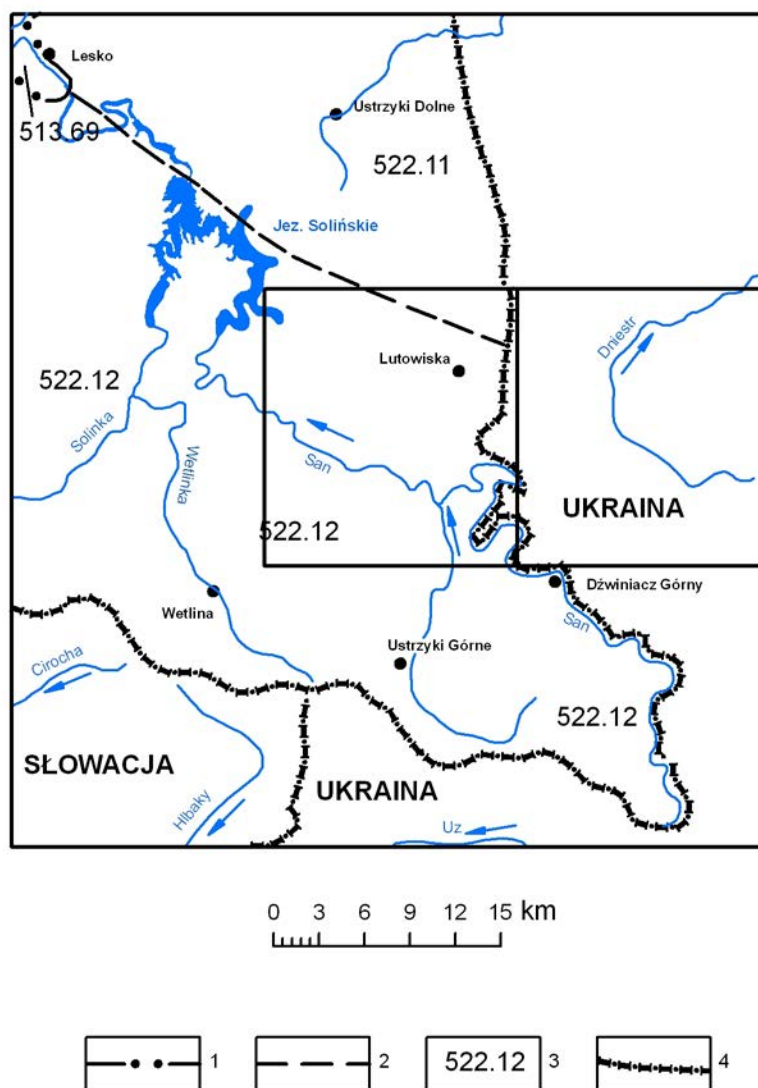 Lesko
Ustrzyki Dolne
513.69
522.11
Jez. Solińskie
Dniestr
Lutowiska
522.12
Solinka
Wetlinka
San
UKRAINA
522.12
Dźwiniacz Górny
Wetlina
San
Ustrzyki Górne
Cirocha
522.12
SŁOWACJA
UKRAINA
Hlbaky
Uz
0 3 6 9 12 15 km
1
2
522.12 3
4